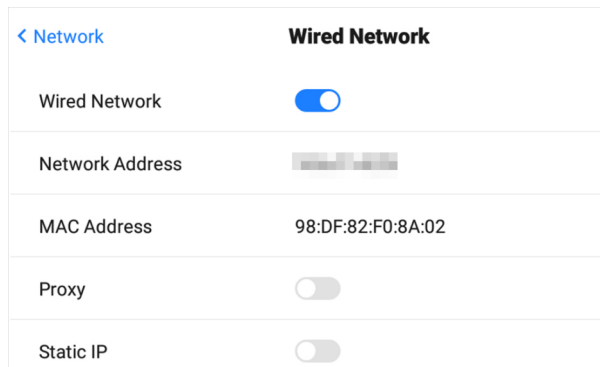 Network
Wired Network
Wired Network
Network Address
MAC Address 98:DF:82:F0:8A:02
Proxy
Static IP